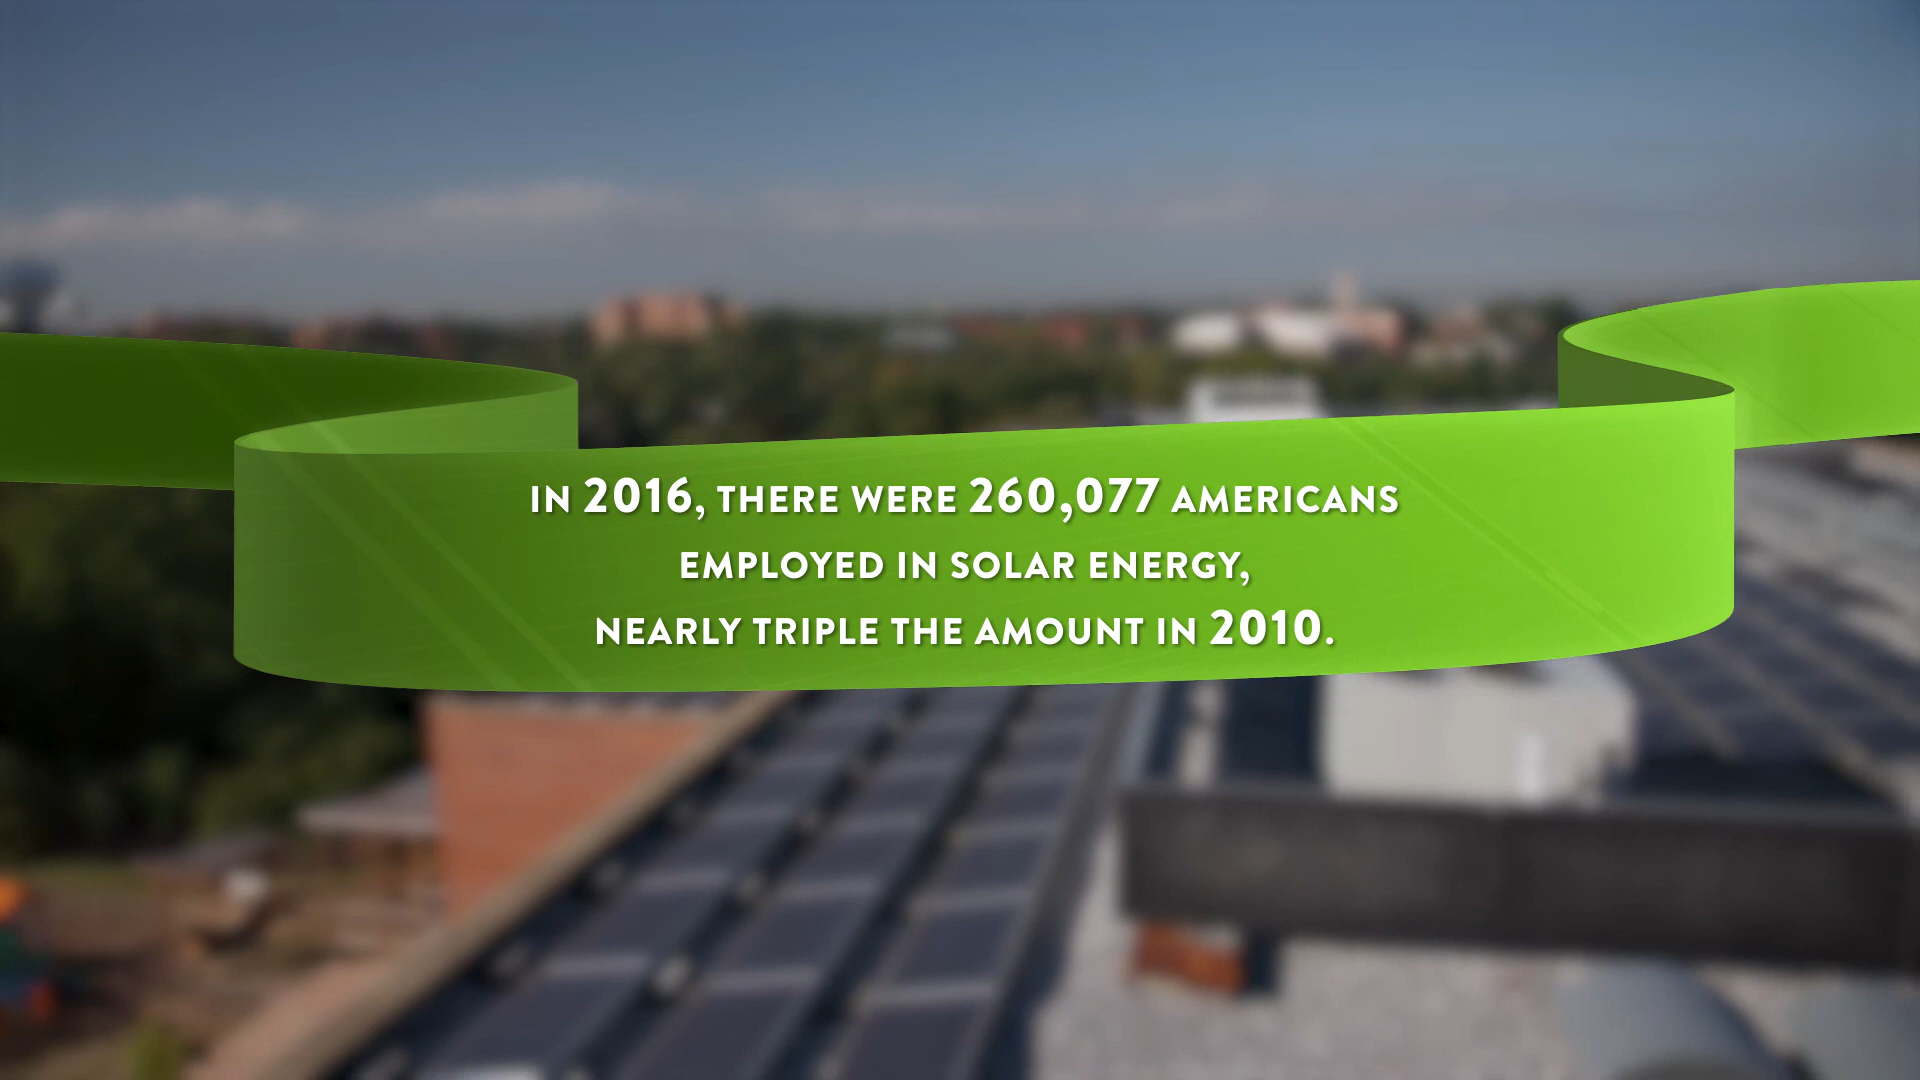 IN 2016, THERE WERE 260,077 AMERICANS
EMPLOYED IN SOLAR ENERGY,
NEARLY TRIPLE THE AMOUNT IN 2010.